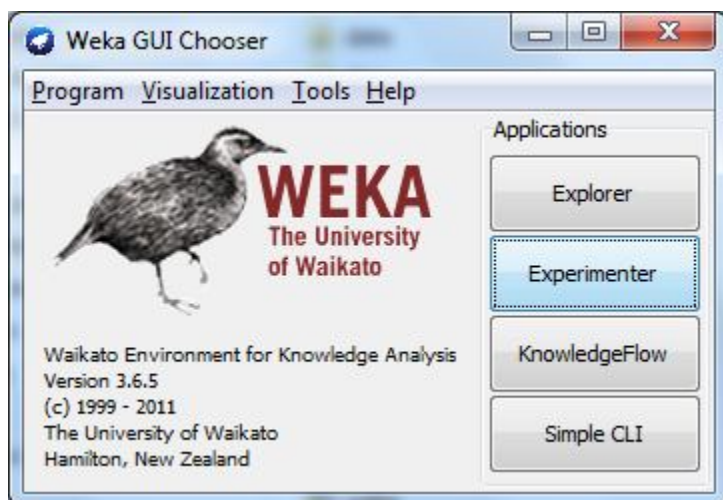 Weka GUI Chooser
Program Visualization Tools Help
WEKA
The University
of Waikato
Waikato Environment for Knowledge Analysis
Version 3.6.5
(c) 1999 - 2011
The University of Waikato
Hamilton, New Zealand
Applications
Explorer
Experimenter
KnowledgeFlow
Simple CLI